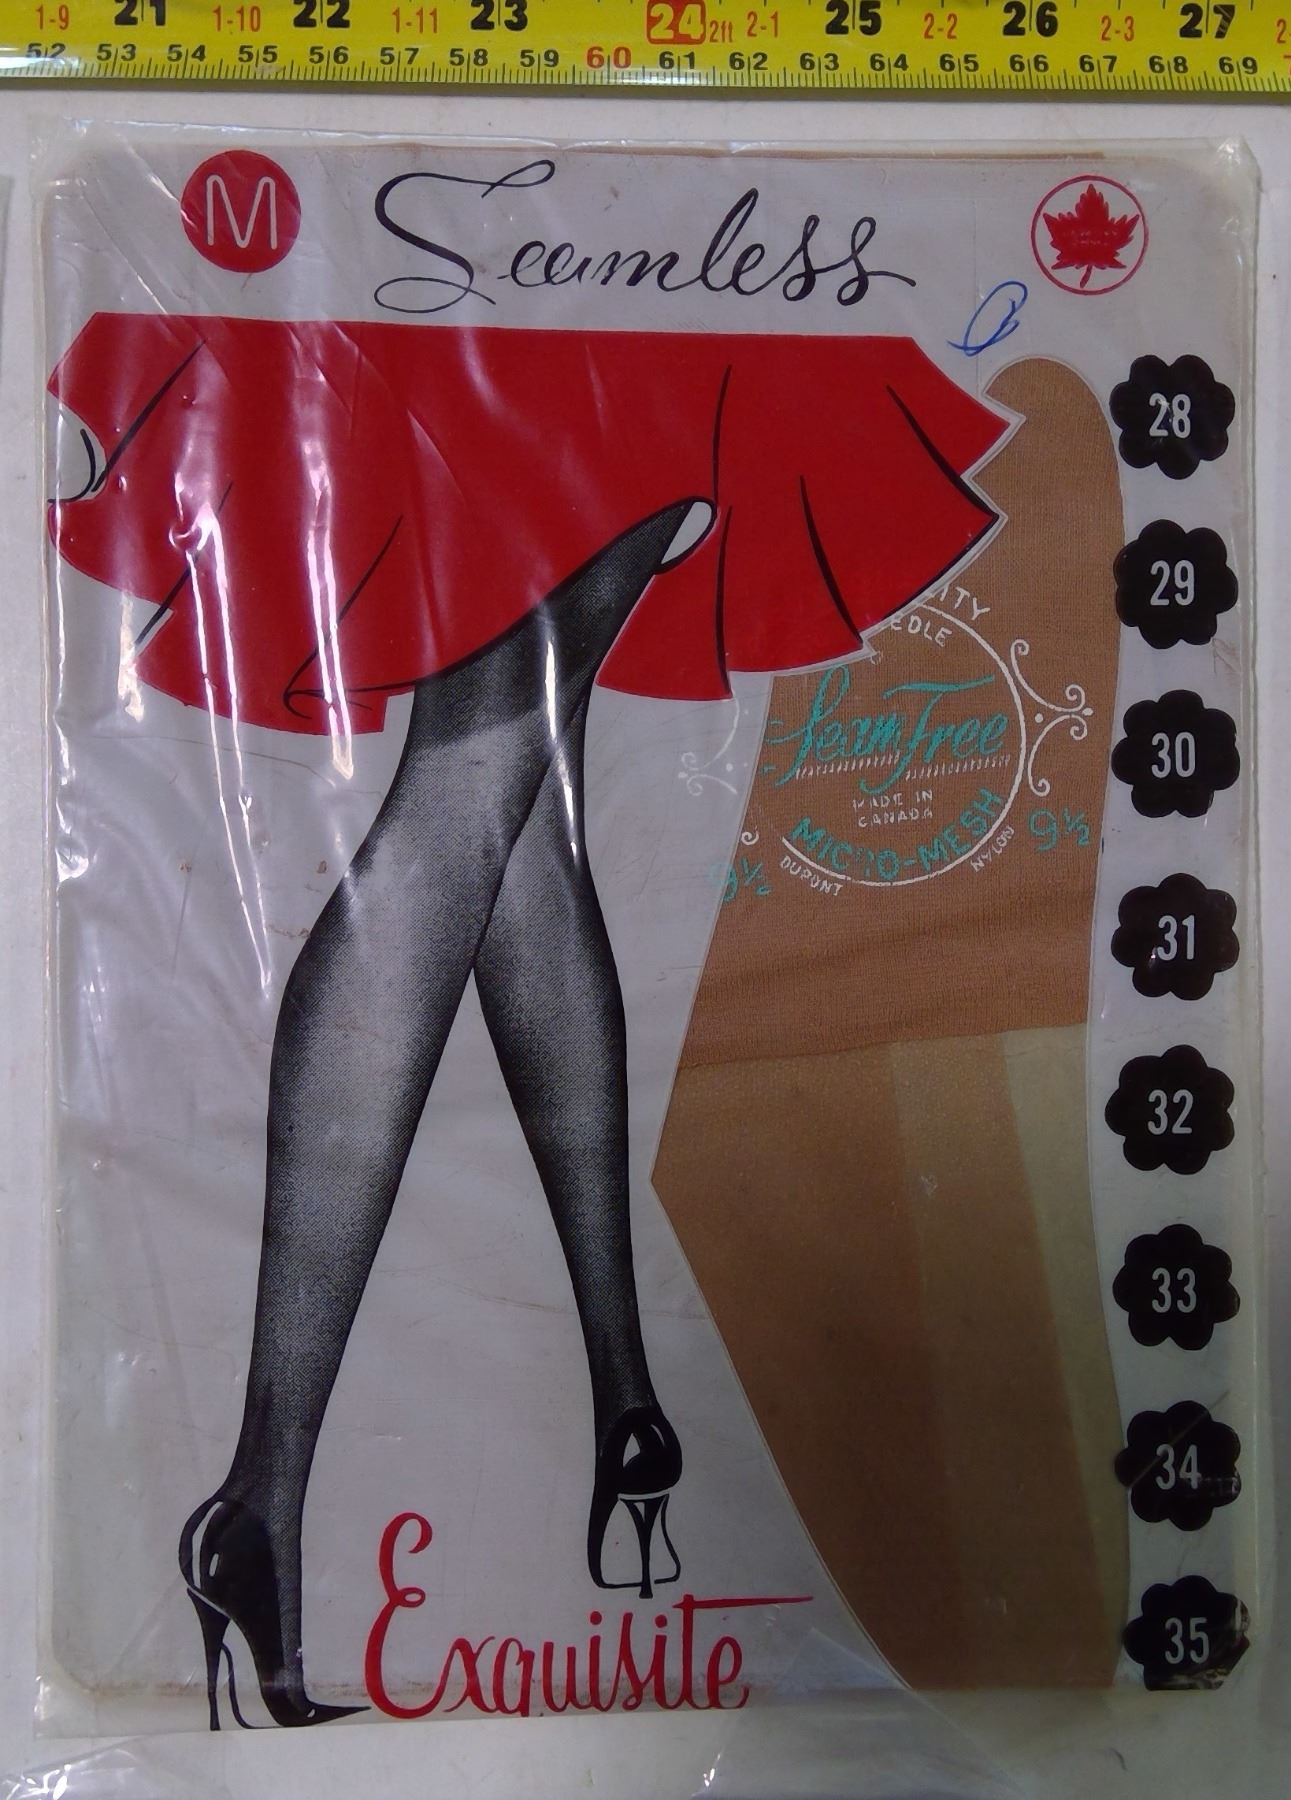 1-9 21 1-10 22 1-11 23 24 2ft 2-1 25 2-2 26 2-3 27
52 53 54 55 56 57 58 59 60 61 62 63 64 65 66 67 68 69
M Seamless
28
29
30
31
32
33
34
35
Seam Free
MADE IN
CANADA
MICRO-MESH
DUPONT NYLON
9½ 9½
Exquisite